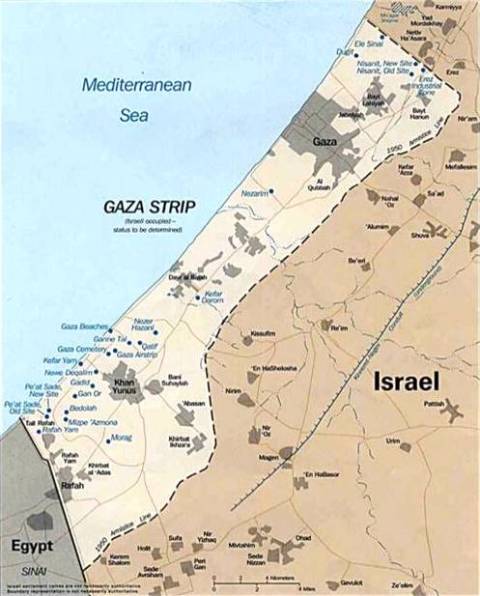 Karmiyya
Yad
Mordekhay
Netiv
Ha'Asara
Ele Sinai
Dugit
Nisanit, New Site
Nisanit, Old Site
Erez
Erez
Industrial
Zone
Mediterranean
Sea
Bayt
Lahiyah
Jabalyah
Bayt
Hanun
Gaza
Nir'am
1950 Armistice Line
Mefallesim
Al
Qubbah
Kefar
'Aza
Nezarim
Nahal
'Oz
Sa'ad
GAZA STRIP
(Israeli occupied—
status to be determined)
'Alumim
Shuva
Be'eri
Dayr al Balah
Kefar
Darom
Nezer
Hazani
Gaza Beaches
Ganne Tal
Qatif
Gaza Cemetery
Gaza Airstrip
Kefar Yam
Newe Deqalim
Gadid
Gan Or
Khan
Yunus
Bani
Suhaylah
Pe'at Sade,
New Site
Pe'at Sade,
Old Site
Bedolah
Mizpe 'Azmona
Tall Rafah
Rafah Yam
Morag
'Abasan
Khirbat
Ikhza'a
Kissufim
Re'im
'En HaShelosha
Israel
Nirim
Pattish
Nir
'Oz
Urim
Magen
'En HaBesor
Rafah
Yam
Khirbat
al 'Adas
Rafah
1950 Armistice Line
Egypt
SINAI
Kerem
Shalom
Holit
Sufa
Nir
Yizhaq
Mivtahim
Ohad
Sede
Avraham
Peri
Gan
Sede
Nizzan
Gevulot
Ze'elim
0
4 Kilometers
0
4 Miles
Israeli settlement names are not necessarily authoritative.
Boundary representation is not necessarily authoritative.